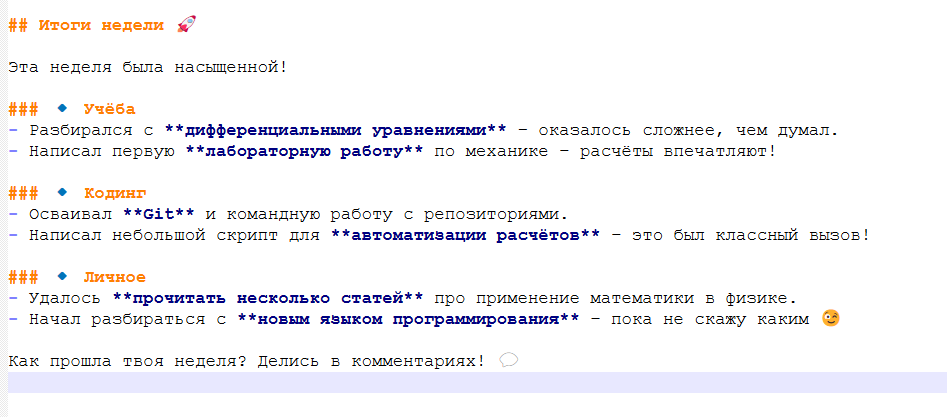 ## Итоги недели 🚀
Эта неделя была насыщенной!
### 🔹 Учёба
- Разбирался с **дифференциальными уравнениями** – оказалось сложнее, чем думал.
- Написал первую **лабораторную работу** по механике – расчёты впечатляют!
### 🔹 Кодинг
- Осваивал **Git** и командную работу с репозиториями.
- Написал небольшой скрипт для **автоматизации расчётов** – это был классный вызов!
### 🔹 Личное
- Удалось **прочитать несколько статей** про применение математики в физике.
- Начал разбираться с **новым языком программирования** – пока не скажу каким 😉
Как прошла твоя неделя? Делись в комментариях! 💬